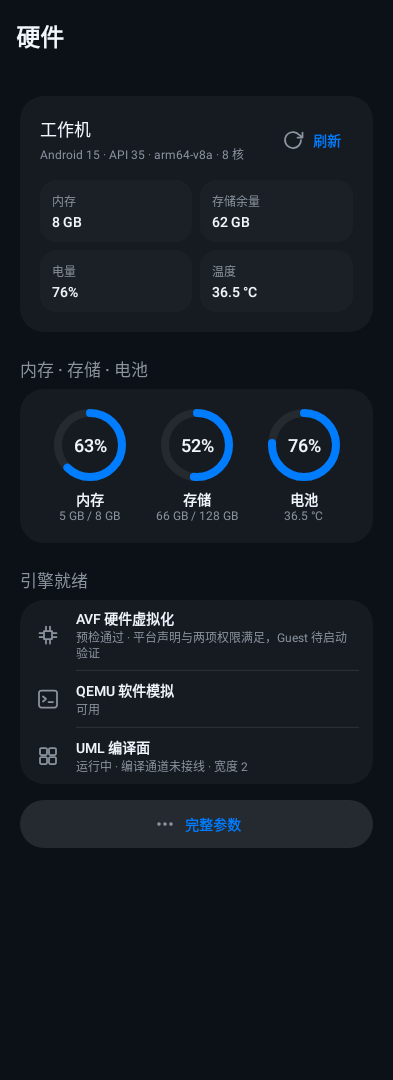 硬件
工作机
Android 15 · API 35 · arm64-v8a · 8 核
刷新
内存
8 GB
存储余量
62 GB
电量
76%
温度
36.5 °C
内存 · 存储 · 电池
63%
52%
76%
内存
存储
电池
5 GB / 8 GB
66 GB / 128 GB
36.5 °C
引擎就绪
AVF 硬件虚拟化
预检通过 · 平台声明与两项权限满足，Guest 待启动
验证
QEMU 软件模拟
可用
UML 编译面
运行中 · 编译通道未接线 · 宽度 2
完整参数